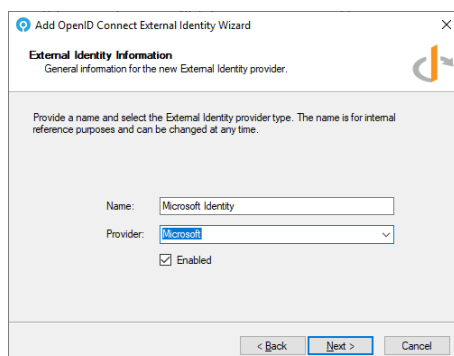 Add OpenID Connect External Identity Wizard
External Identity Information
General information for the new External Identity provider.
Provide a name and select the External Identity provider type. The name is for internal
reference purposes and can be changed at any time.
Name: Microsoft Identity
Provider: Microsoft
Enabled
< Back Next > Cancel